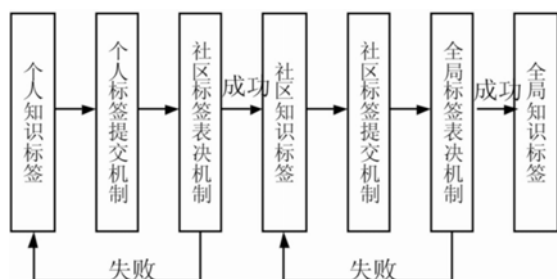 个人知识标签
个人标签提交机制
社区标签表决机制
成功
社区知识标签
社区标签提交机制
全局标签表决机制
成功
全局知识标签
失败
失败